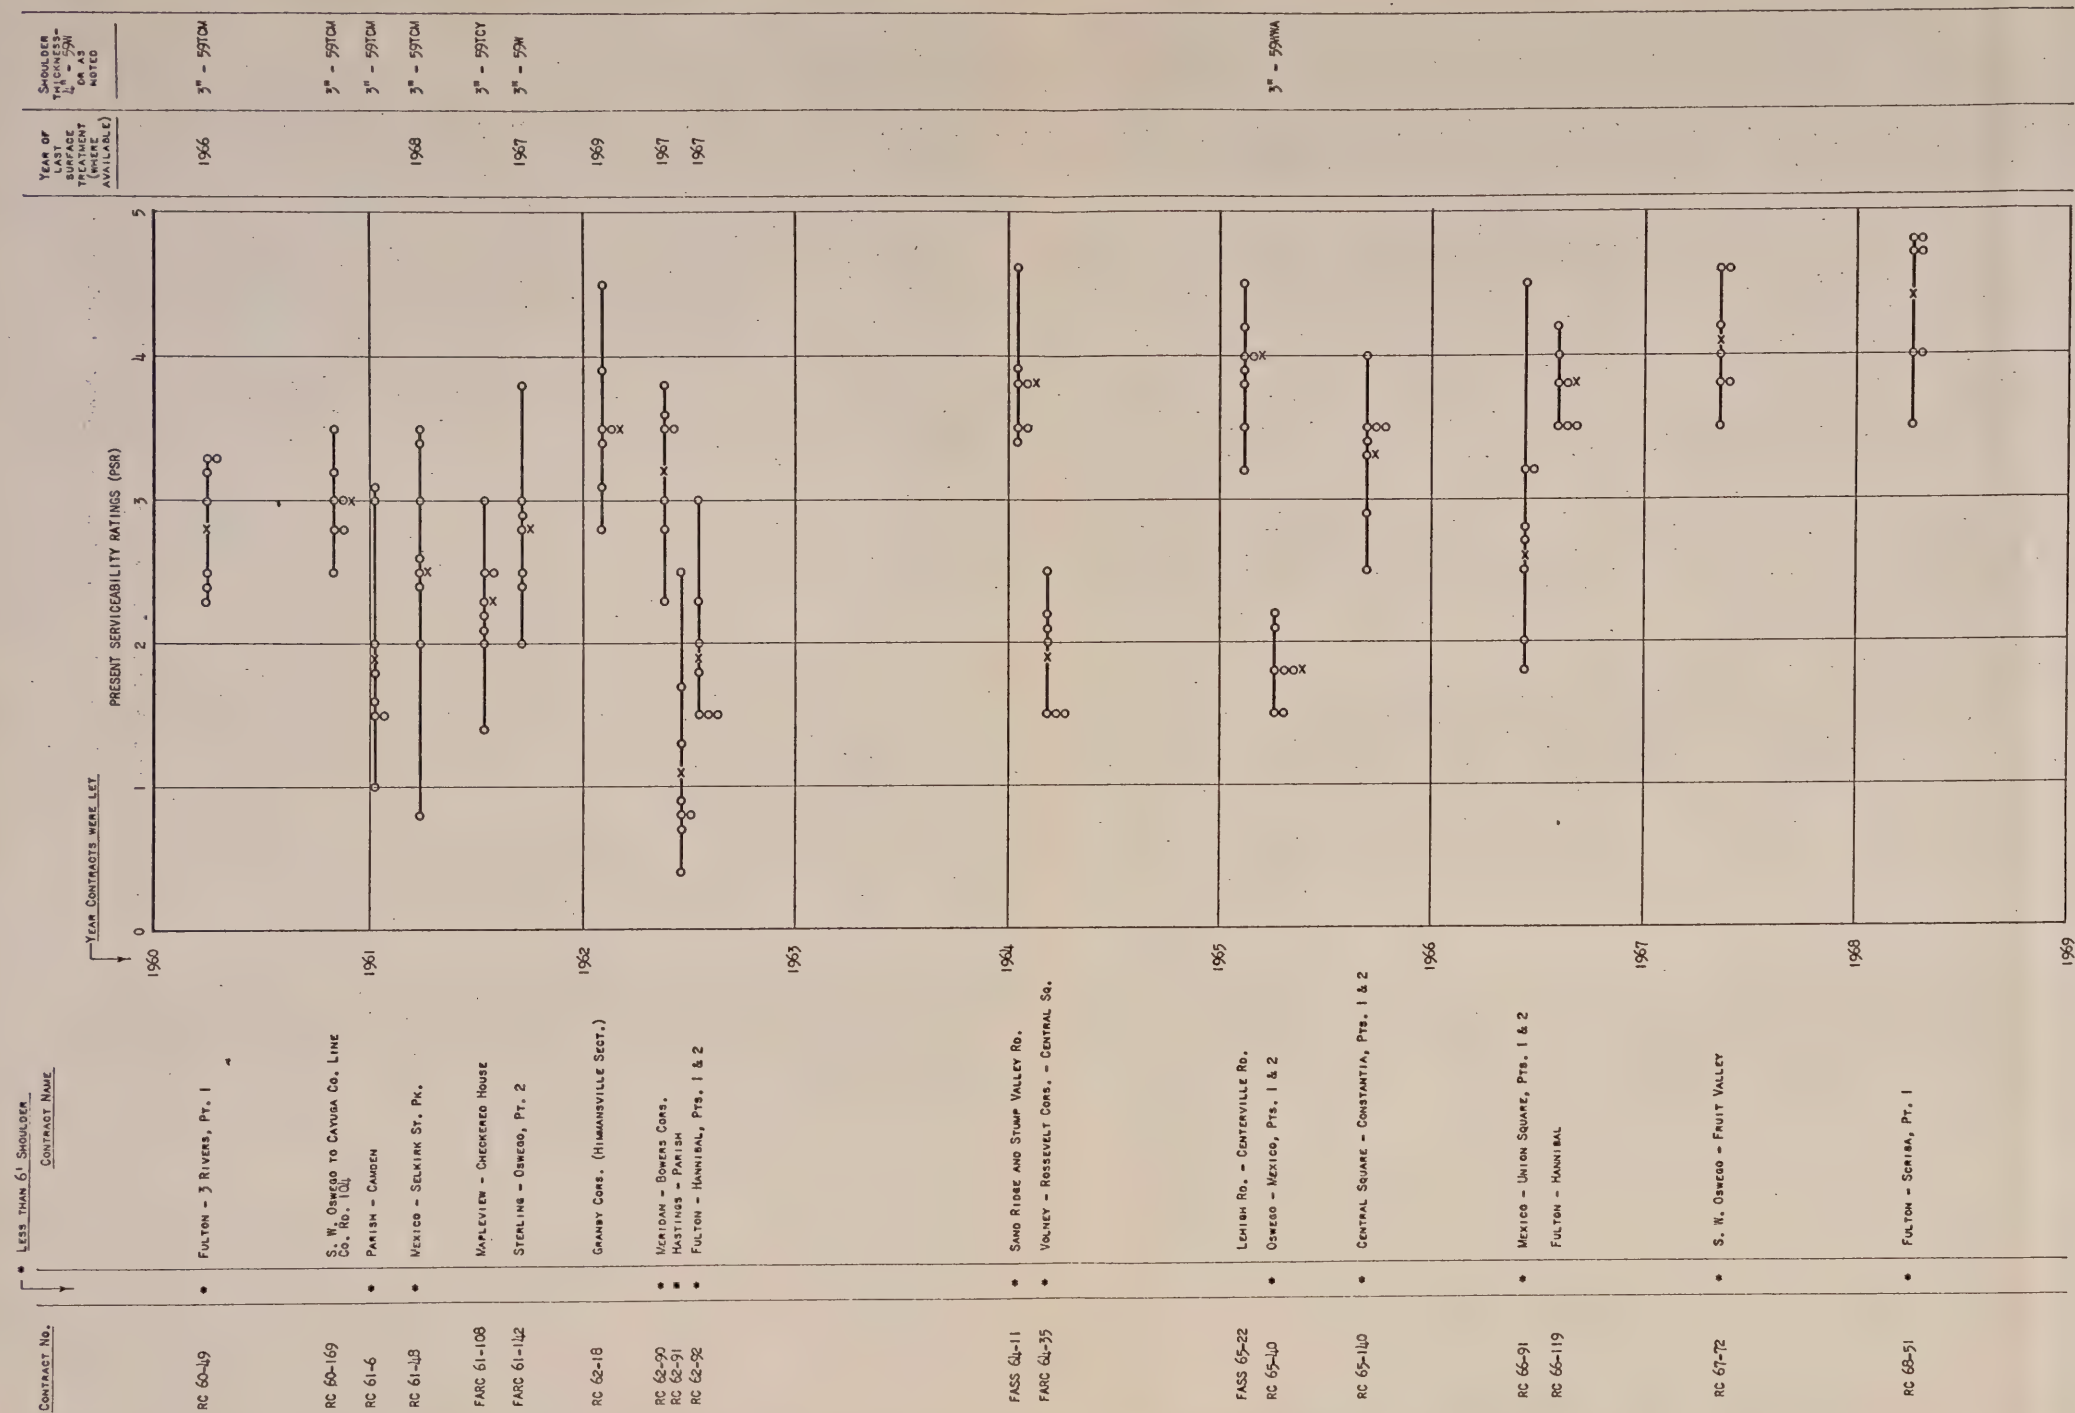 CONTRACT No.
* LESS THAN 6' SHOULDER
CONTRACT NAME
YEAR CONTRACTS WERE LET
PRESENT SERVICEABILITY RATINGS (PSR)
0 1 2 3 4 5
YEAR OF
LAST
SURFACE
TREATMENT
(WHERE
AVAILABLE)
SHOULDER
THICKNESS-
4" - 59N
OR AS
NOTED
1960
RC 60-49 * FULTON - 3 RIVERS, PT. 1 1966 3" - 59TCM
RC 60-169 S. W. OSWEGO TO CAYUGA CO. LINE 3" - 59TCM
CO. RD. 104
1961
RC 61-6 * PARISH - CAMDEN 3" - 59TCM
RC 61-48 * MEXICO - SELKIRK ST. PK. 1968 3" - 59TCM
FARC 61-108 MAPLEVIEW - CHECKERED HOUSE 3" - 59TCY
FARC 61-142 STERLING - OSWEGO, PT. 2 1967 3" - 59N
1962
RC 62-18 GRANBY CORS. (HINMANSVILLE SECT.) 1969
RC 62-90 * MERIDAN - BOWERS CORS. 1967
RC 62-91 * HASTINGS - PARISH
RC 62-92 * FULTON - HANNIBAL, PTS. 1 & 2 1967
1963
1964
FASS 64-11 * SAND RIDGE AND STUMP VALLEY RD.
FARC 64-35 * VOLNEY - ROSSEVELT CORS. - CENTRAL SQ.
1965
FASS 65-22 LEHIGH RD. - CENTERVILLE RD.
RC 65-40 * OSWEGO - MEXICO, PTS. 1 & 2 3" - 59MWA
RC 65-140 * CENTRAL SQUARE - CONSTANTIA, PTS. 1 & 2
1966
RC 66-91 * MEXICO - UNION SQUARE, PTS. 1 & 2
RC 66-119 FULTON - HANNIBAL
1967
RC 67-72 * S. W. OSWEGO - FRUIT VALLEY
1968
RC 68-51 * FULTON - SCRIBA, PT. 1
1969